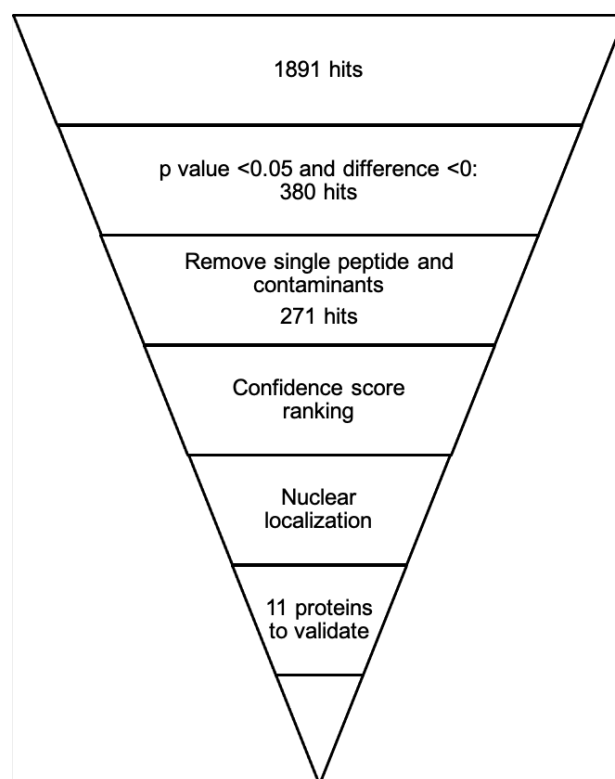 1891 hits
p value <0.05 and difference <0:
380 hits
Remove single peptide and
contaminants
271 hits
Confidence score
ranking
Nuclear
localization
11 proteins
to validate